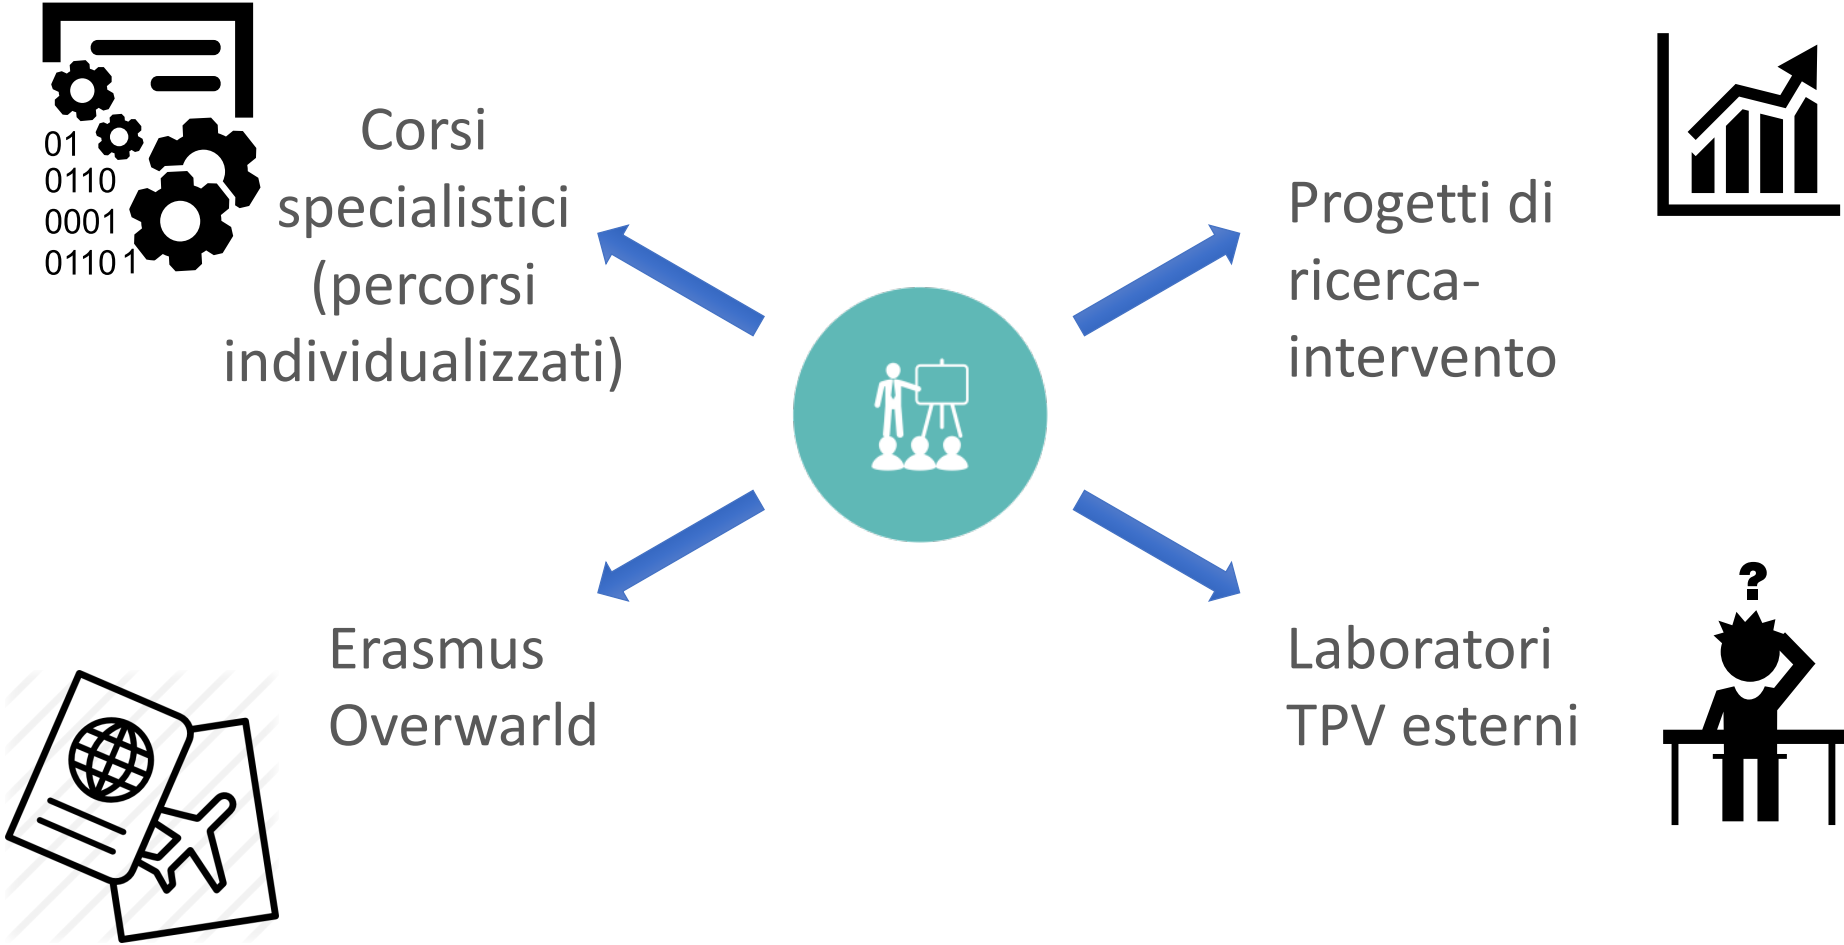 01
0110
0001
0110 1
Corsi
specialistici
(percorsi
individualizzati)
Progetti di
ricerca-
intervento
Erasmus
Overwarld
?
Laboratori
TPV esterni